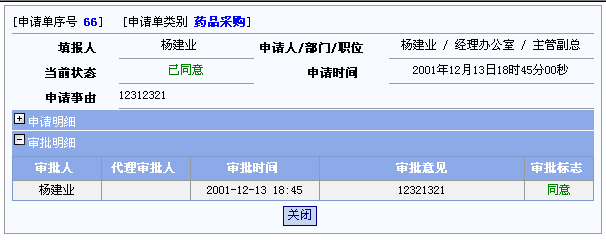 [申请单序号 66] [申请单类别 药品采购]
填报人 杨建业 申请人/部门/职位 杨建业 / 经理办公室 / 主管副总
当前状态 已同意 申请时间 2001年12月13日18时45分00秒
申请事由 12312321
申请明细
审批明细
审批人 代理审批人 审批时间 审批意见 审批标志
杨建业 2001-12-13 18:45 12321321 同意
关闭